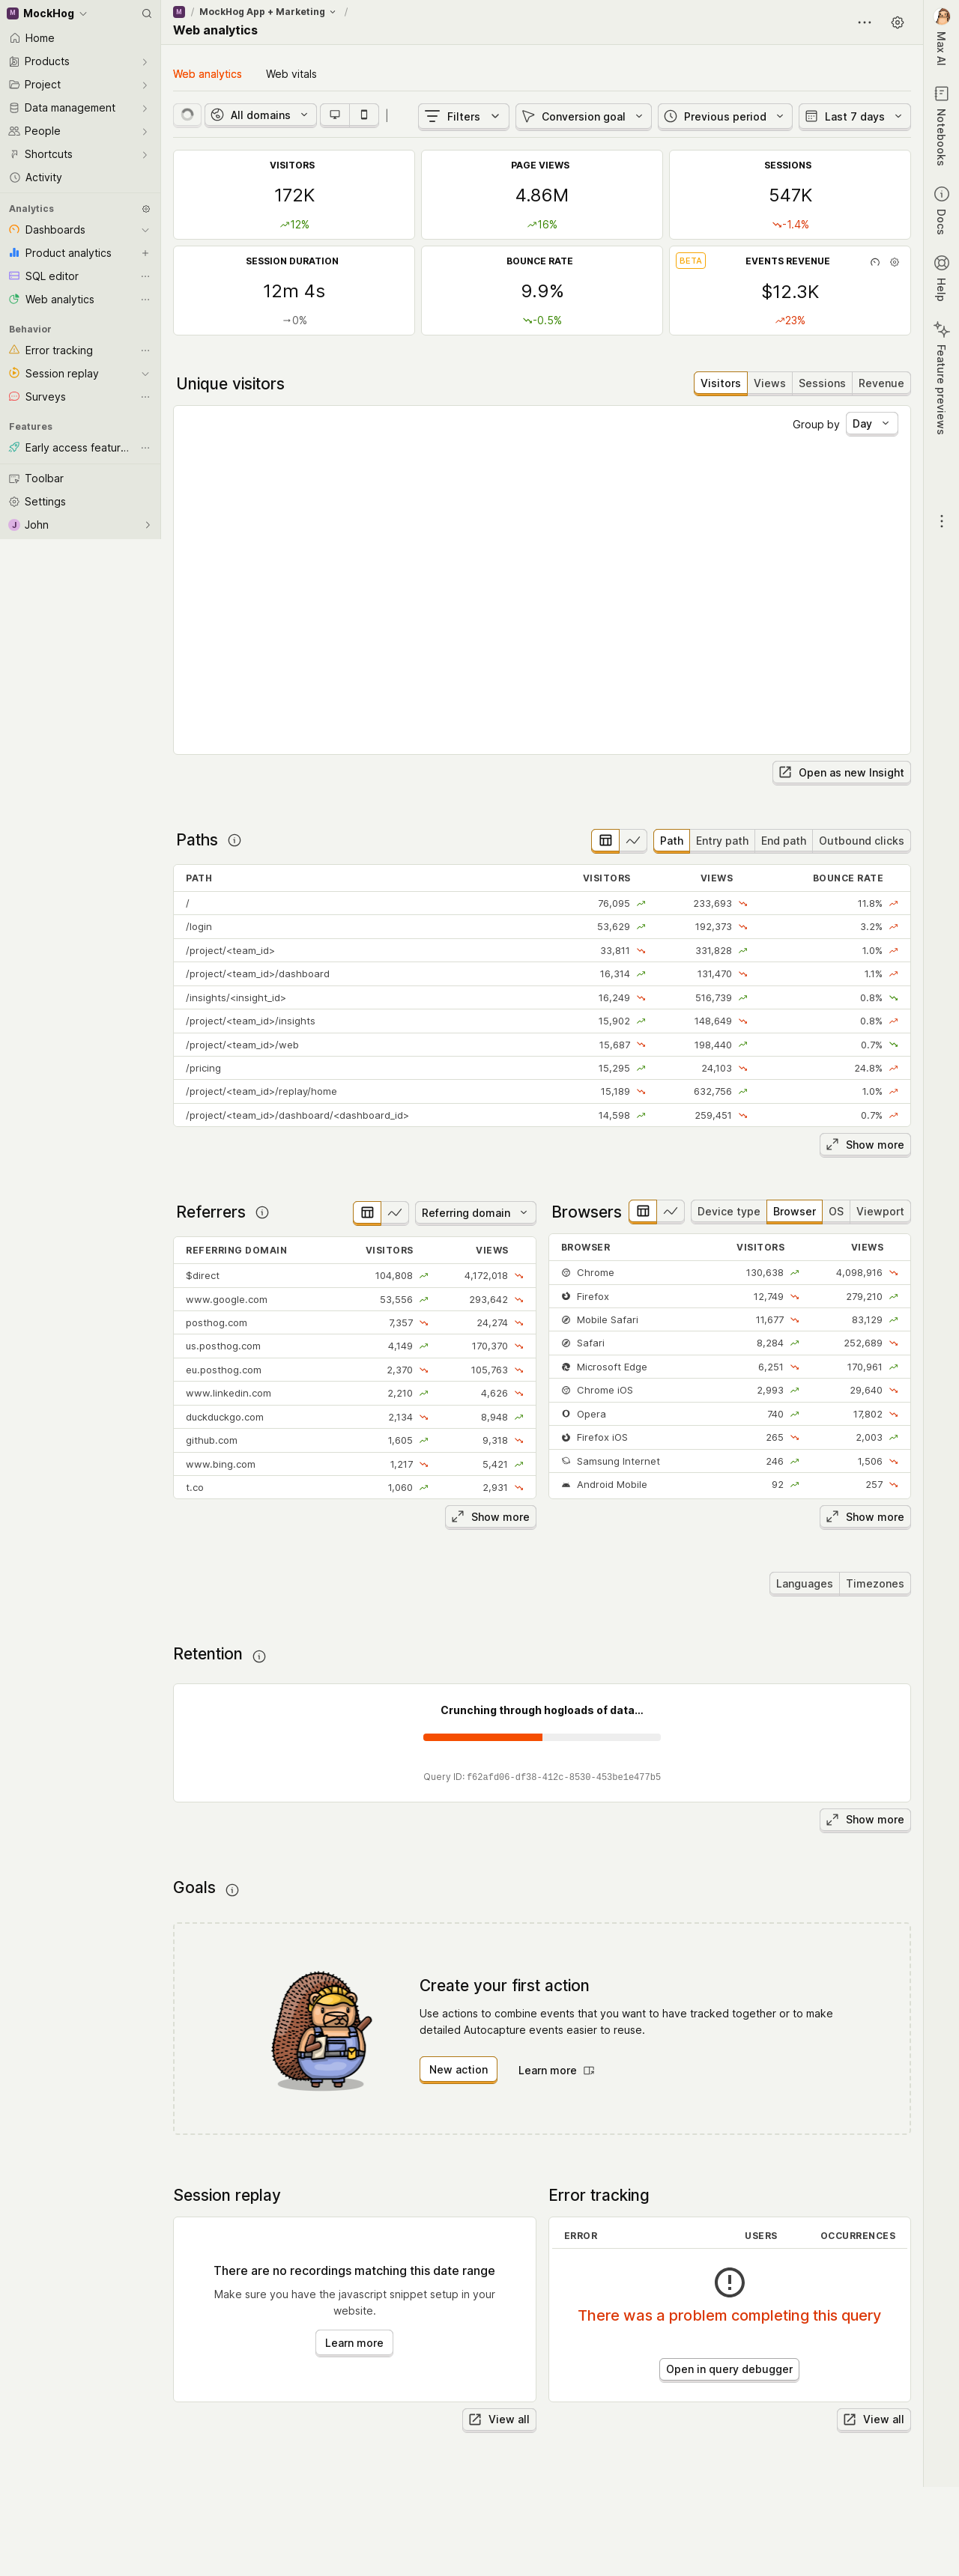 M MockHog
Home
Products
Project
Data management
People
Shortcuts
Activity
Analytics
Dashboards
Product analytics
SQL editor
Web analytics
Behavior
Error tracking
Session replay
Surveys
Features
Early access featur...
Toolbar
Settings
J John
M / MockHog App + Marketing /
Web analytics
Web analytics Web vitals
All domains Filters Conversion goal Previous period Last 7 days
VISITORS PAGE VIEWS SESSIONS
172K 4.86M 547K
12% 16% -1.4%
SESSION DURATION BOUNCE RATE BETA EVENTS REVENUE
12m 4s 9.9% $12.3K
0% -0.5% 23%
Unique visitors Visitors Views Sessions Revenue
Group by Day
Open as new Insight
Paths Path Entry path End path Outbound clicks
PATH VISITORS VIEWS BOUNCE RATE
/ 76,095 233,693 11.8%
/login 53,629 192,373 3.2%
/project/<team_id> 33,811 331,828 1.0%
/project/<team_id>/dashboard 16,314 131,470 1.1%
/insights/<insight_id> 16,249 516,739 0.8%
/project/<team_id>/insights 15,902 148,649 0.8%
/project/<team_id>/web 15,687 198,440 0.7%
/pricing 15,295 24,103 24.8%
/project/<team_id>/replay/home 15,189 632,756 1.0%
/project/<team_id>/dashboard/<dashboard_id> 14,598 259,451 0.7%
Show more
Referrers Referring domain
REFERRING DOMAIN VISITORS VIEWS
$direct 104,808 4,172,018
www.google.com 53,556 293,642
posthog.com 7,357 24,274
us.posthog.com 4,149 170,370
eu.posthog.com 2,370 105,763
www.linkedin.com 2,210 4,626
duckduckgo.com 2,134 8,948
github.com 1,605 9,318
www.bing.com 1,217 5,421
t.co 1,060 2,931
Show more
Browsers Device type Browser OS Viewport
BROWSER VISITORS VIEWS
Chrome 130,638 4,098,916
Firefox 12,749 279,210
Mobile Safari 11,677 83,129
Safari 8,284 252,689
Microsoft Edge 6,251 170,961
Chrome iOS 2,993 29,640
Opera 740 17,802
Firefox iOS 265 2,003
Samsung Internet 246 1,506
Android Mobile 92 257
Show more
Languages Timezones
Retention
Crunching through hogloads of data...
Query ID: f62afd06-df38-412c-8530-453be1e477b5
Show more
Goals
Create your first action
Use actions to combine events that you want to have tracked together or to make
detailed Autocapture events easier to reuse.
New action Learn more
Session replay
There are no recordings matching this date range
Make sure you have the javascript snippet setup in your
website.
Learn more
View all
Error tracking
ERROR USERS OCCURRENCES
There was a problem completing this query
Open in query debugger
View all
Max AI
Notebooks
Docs
Help
Feature previews